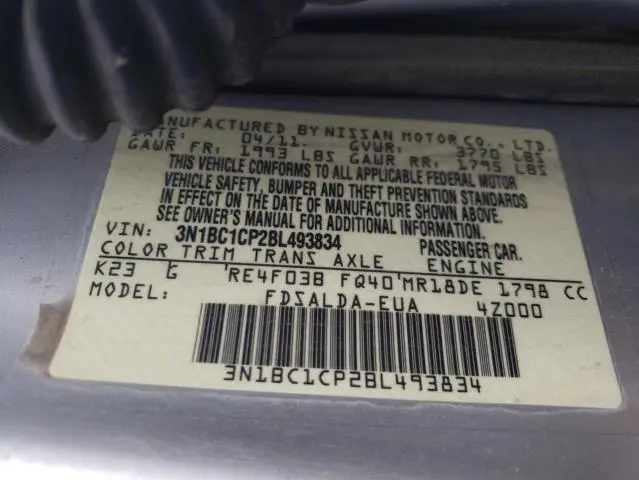 MANUFACTURED BY NISSAN MOTOR CO., LTD.
DATE: 04/11 GVWR: 3770 LBS
GAWR FR: 1993 LBS GAWR RR: 1795 LBS
THIS VEHICLE CONFORMS TO ALL APPLICABLE FEDERAL MOTOR
VEHICLE SAFETY, BUMPER AND THEFT PREVENTION STANDARDS
IN EFFECT ON THE DATE OF MANUFACTURE SHOWN ABOVE.
SEE OWNER'S MANUAL FOR ADDITIONAL INFORMATION.
VIN: 3N1BC1CP2BL493834 PASSENGER CAR.
COLOR TRIM TRANS AXLE ENGINE
K23 G RE4F03B FQ40 MR18DE 1798 CC
MODEL: FDSALDA-EUA 4Z000
3N1BC1CP2BL493834